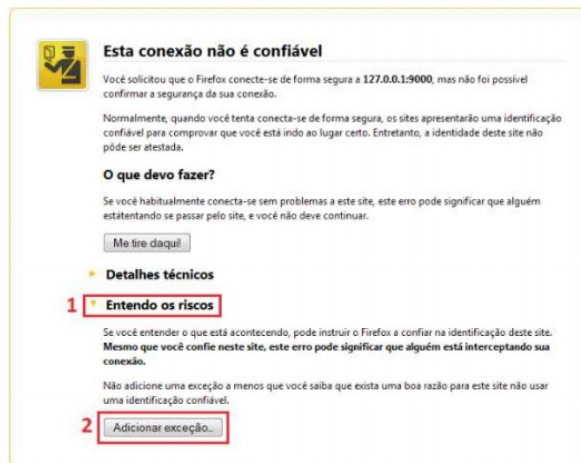 Esta conexão não é confiável
Você solicitou que o Firefox conecte-se de forma segura a 127.0.0.1:9000, mas não foi possível
confirmar a segurança da sua conexão.
Normalmente, quando você tenta conecta-se de forma segura, os sites apresentarão uma identificação
confiável para comprovar que você está indo ao lugar certo. Entretanto, a identidade deste site não
pôde ser atestada.
O que devo fazer?
Se você habitualmente conecta-se sem problemas a este site, este erro pode significar que alguém
estátentando se passar pelo site, e você não deve continuar.
Me tire daqui!
Detalhes técnicos
1 Entendo os riscos
Se você entender o que está acontecendo, pode instruir o Firefox a confiar na identificação deste site.
Mesmo que você confie neste site, este erro pode significar que alguém está interceptando sua
conexão.
Não adicione uma exceção a menos que você saiba que exista uma boa razão para este site não usar
uma identificação confiável.
2 Adicionar exceção...